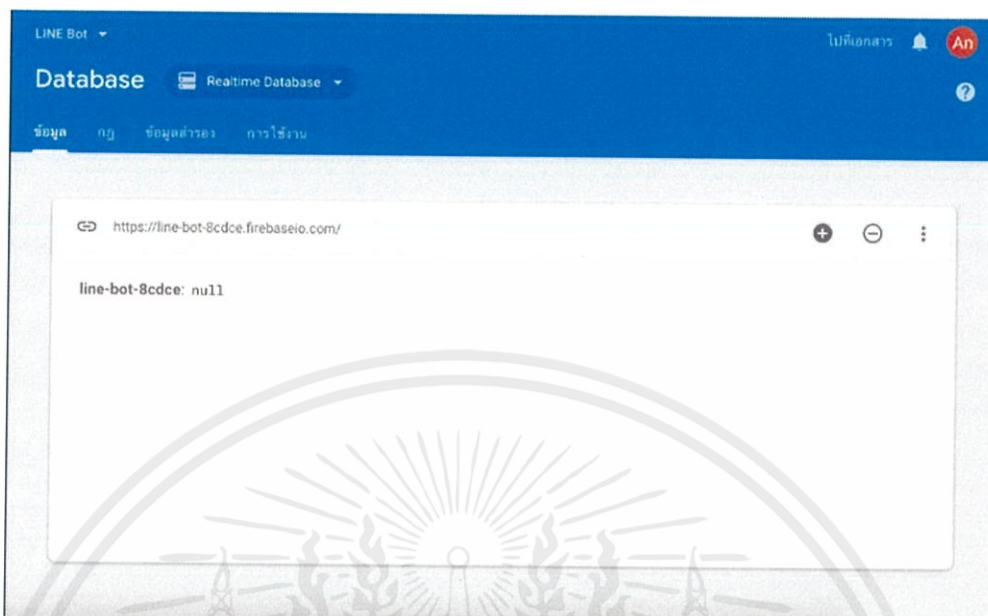 LINE Bot
ไปที่เอกสาร
An
Database
Realtime Database
?
ข้อมูล กฎ ข้อมูลสำรอง การใช้งาน
https://line-bot-8cdce.firebaseio.com/
line-bot-8cdce: null